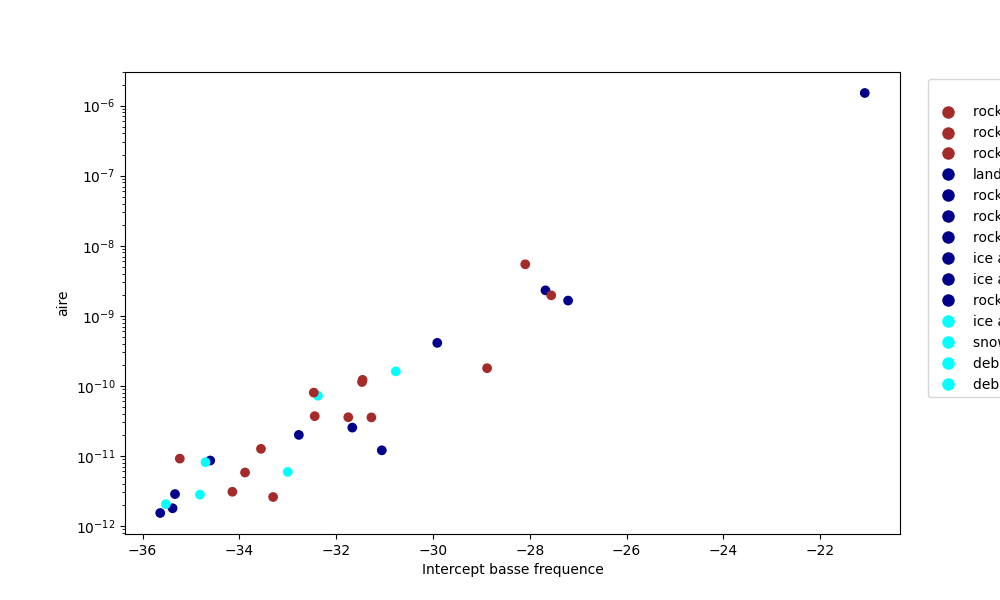 10⁻⁶
10⁻⁷
10⁻⁸
10⁻⁹
10⁻¹⁰
10⁻¹¹
10⁻¹²
aire
−36 −34 −32 −30 −28 −26 −24 −22
Intercept basse frequence
rock
rock
rock
land
rock
rock
rock
ice a
ice a
rock
ice a
snow
deb
deb